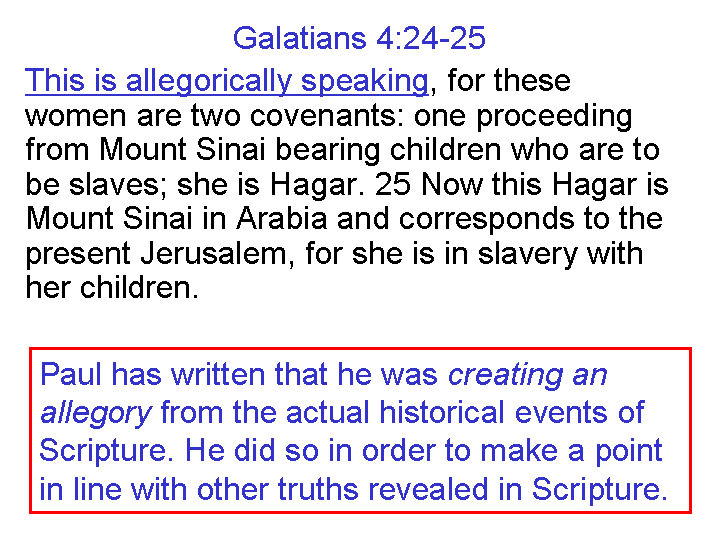 Galatians 4:24-25
This is allegorically speaking, for these
women are two covenants: one proceeding
from Mount Sinai bearing children who are to
be slaves; she is Hagar. 25 Now this Hagar is
Mount Sinai in Arabia and corresponds to the
present Jerusalem, for she is in slavery with
her children.
Paul has written that he was creating an
allegory from the actual historical events of
Scripture. He did so in order to make a point
in line with other truths revealed in Scripture.